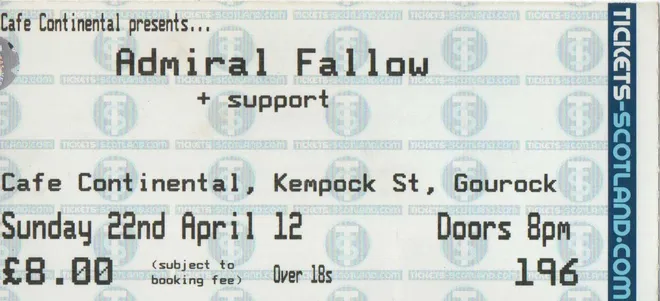 Cafe Continental presents...
Admiral Fallow
+ support
Cafe Continental, Kempock St, Gourock
Sunday 22nd April 12 Doors 8pm
£8.00 (subject to booking fee) Over 18s 196
TICKETS-SCOTLAND.COM